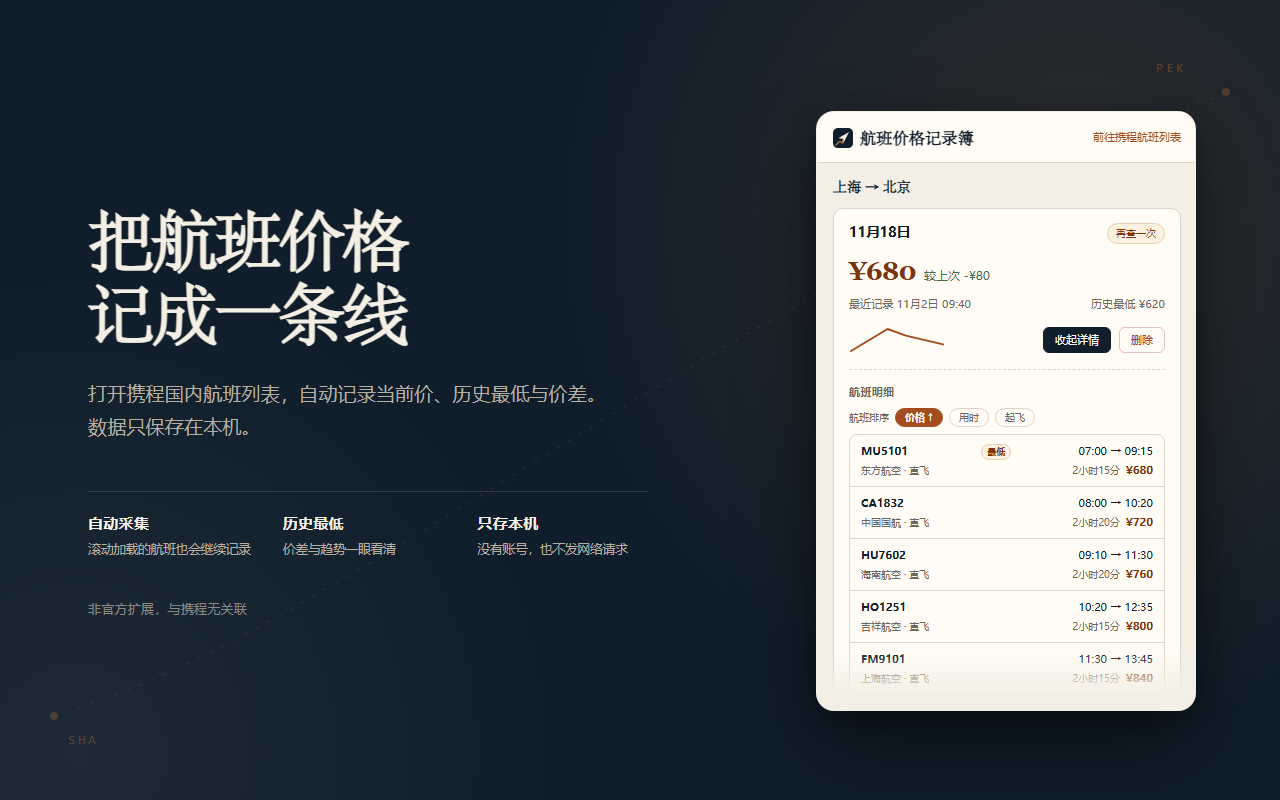 把航班价格
记成一条线
打开携程国内航班列表，自动记录当前价、历史最低与价差。
数据只保存在本机。
自动采集
滚动加载的航班也会继续记录
历史最低
价差与趋势一眼看清
只存本机
没有账号，也不发网络请求
非官方扩展，与携程无关联
SHA
PEK
航班价格记录簿 前往携程航班列表
上海 → 北京
11月18日 再查一次
¥680 较上次 -¥80
最近记录 11月2日 09:40 历史最低 ¥620
收起详情 删除
航班明细
航班排序 价格 ↑ 用时 起飞
MU5101 最低 07:00 → 09:15
东方航空 · 直飞 2小时15分 ¥680
CA1832 08:00 → 10:20
中国国航 · 直飞 2小时20分 ¥720
HU7602 09:10 → 11:30
海南航空 · 直飞 2小时20分 ¥760
HO1251 10:20 → 12:35
吉祥航空 · 直飞 2小时15分 ¥800
FM9101 11:30 → 13:45
上海航空 · 直飞 2小时15分 ¥840